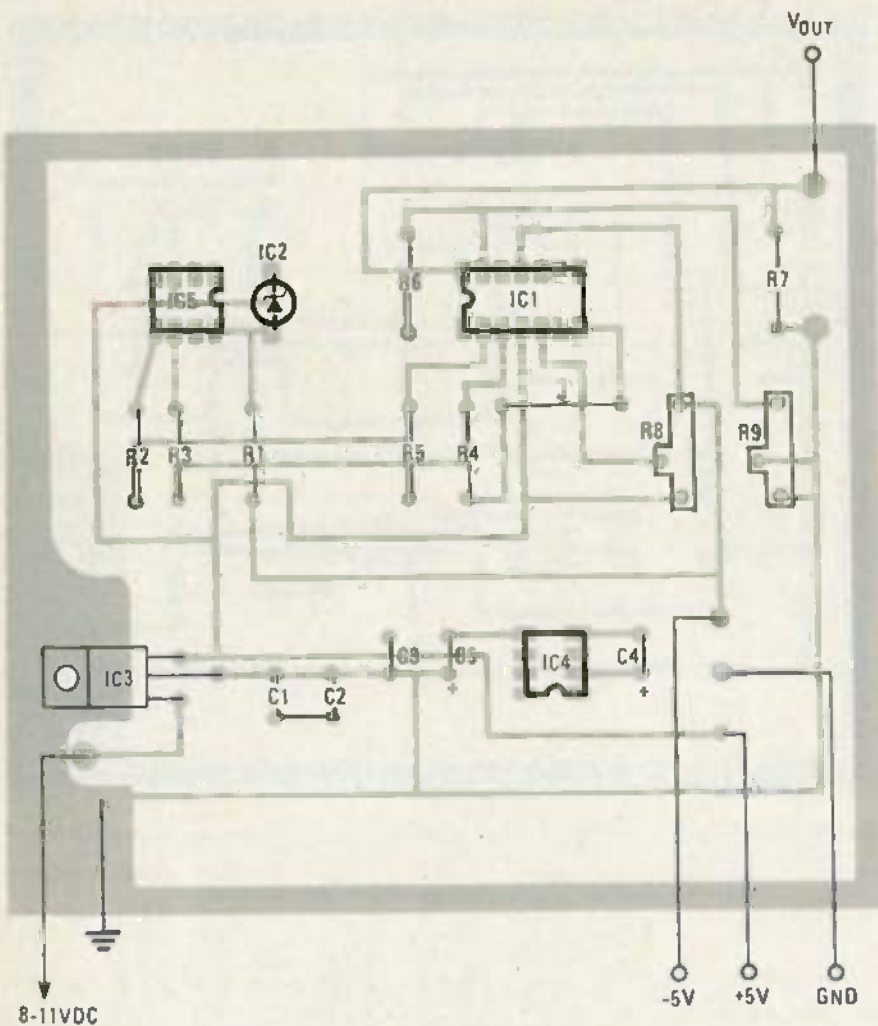 VOUT
IC2
IC5
R6
IC1
R7
R8
R9
R2 R3 R1 R5 R4
IC3
C1 C2
C3
IC4
C4
+
+
-5V +5V GND
8-11VDC